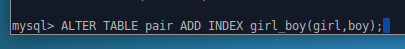 mysql> ALTER TABLE pair ADD INDEX girl_boy(girl,boy);